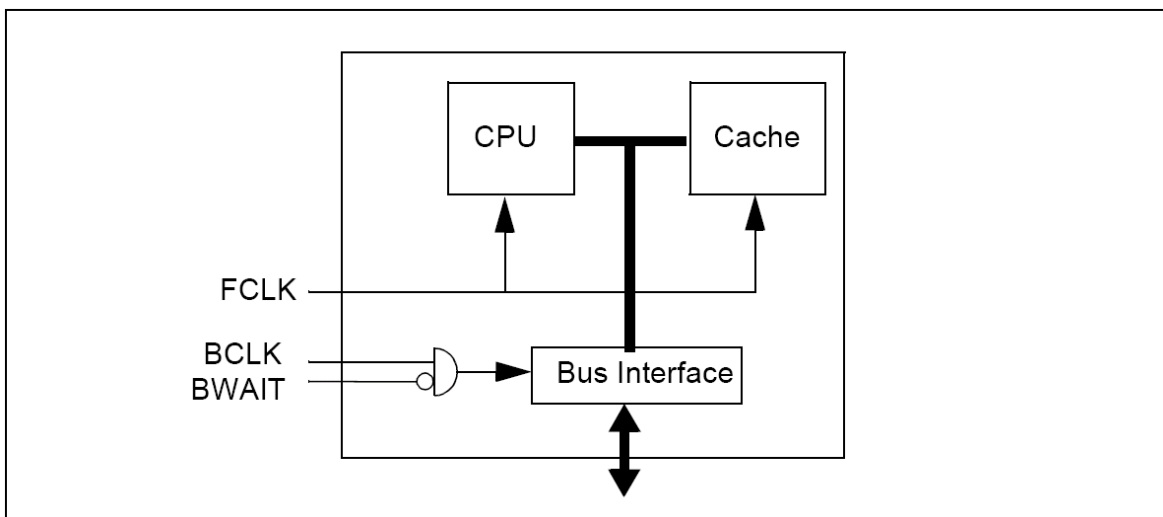 CPU
Cache
FCLK
BCLK
BWAIT
Bus Interface